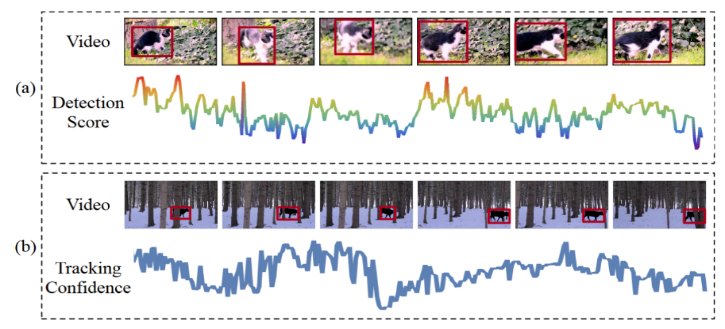 Video
(a)
Detection
Score
Video
(b)
Tracking
Confidence